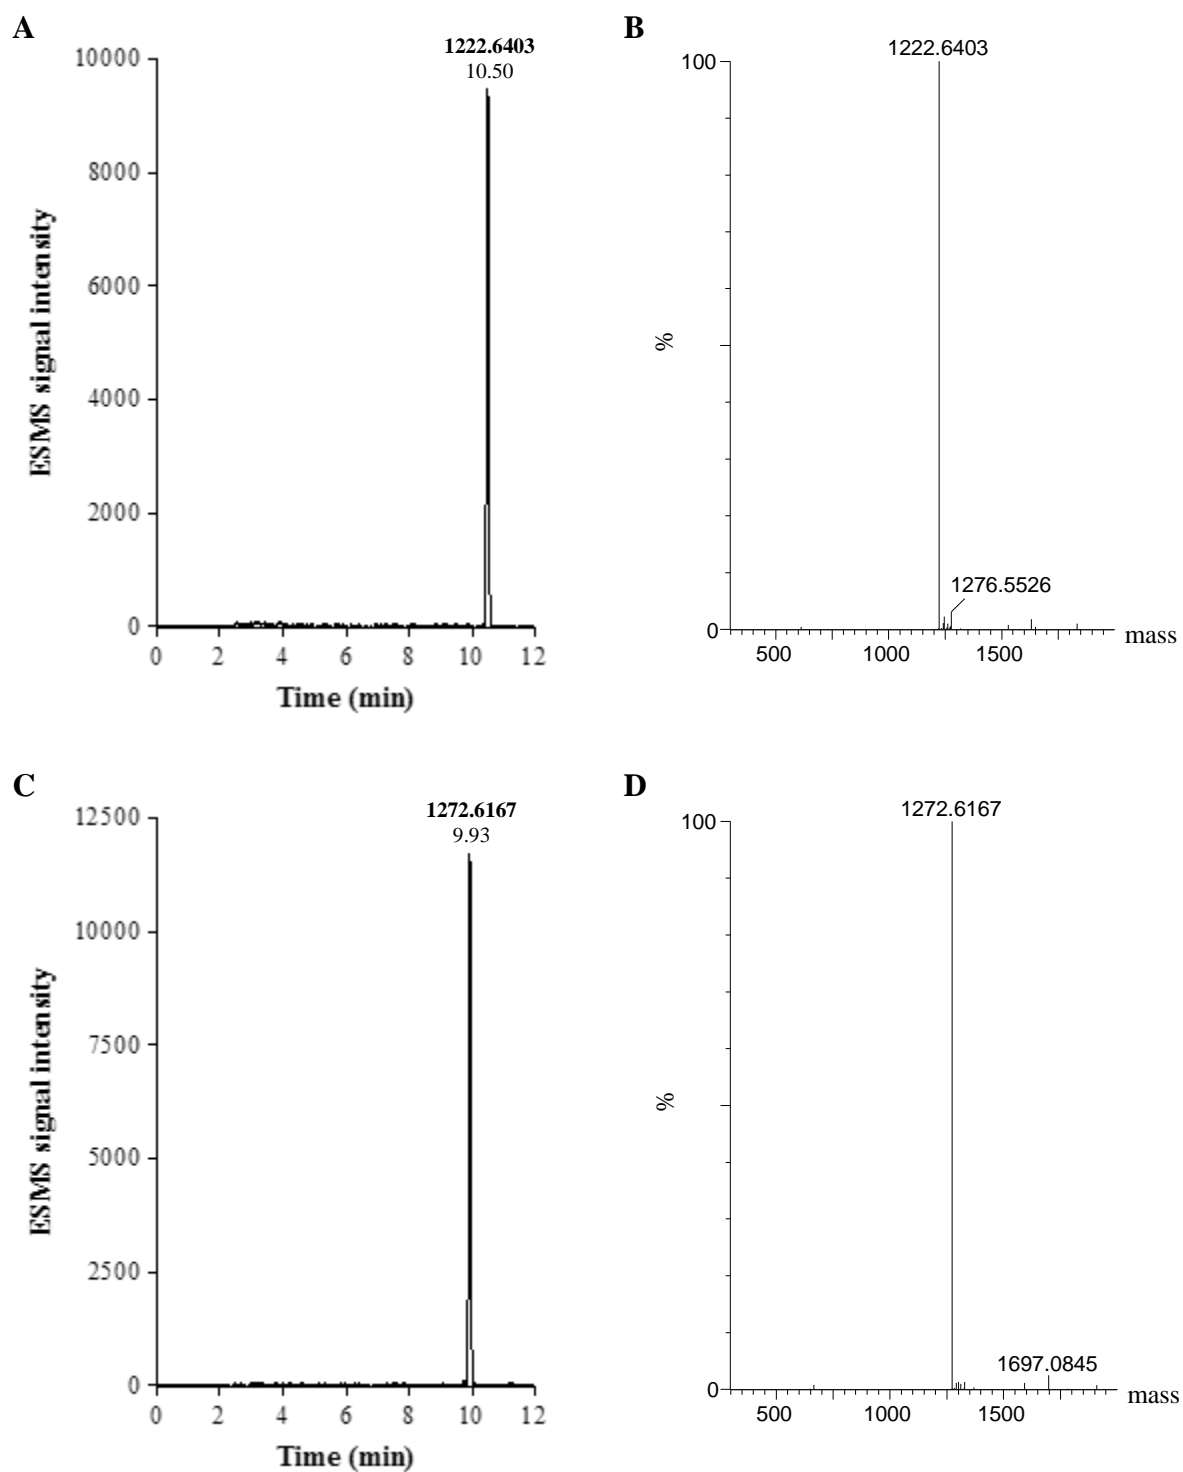 A
1222.6403
10.50
10000
8000
6000
4000
2000
0
0 2 4 6 8 10 12
Time (min)
ESMS signal intensity
B
1222.6403
100
%
1276.5526
0
500 1000 1500
mass
C
1272.6167
9.93
12500
10000
7500
5000
2500
0
0 2 4 6 8 10 12
Time (min)
ESMS signal intensity
D
1272.6167
100
%
1697.0845
0
500 1000 1500
mass